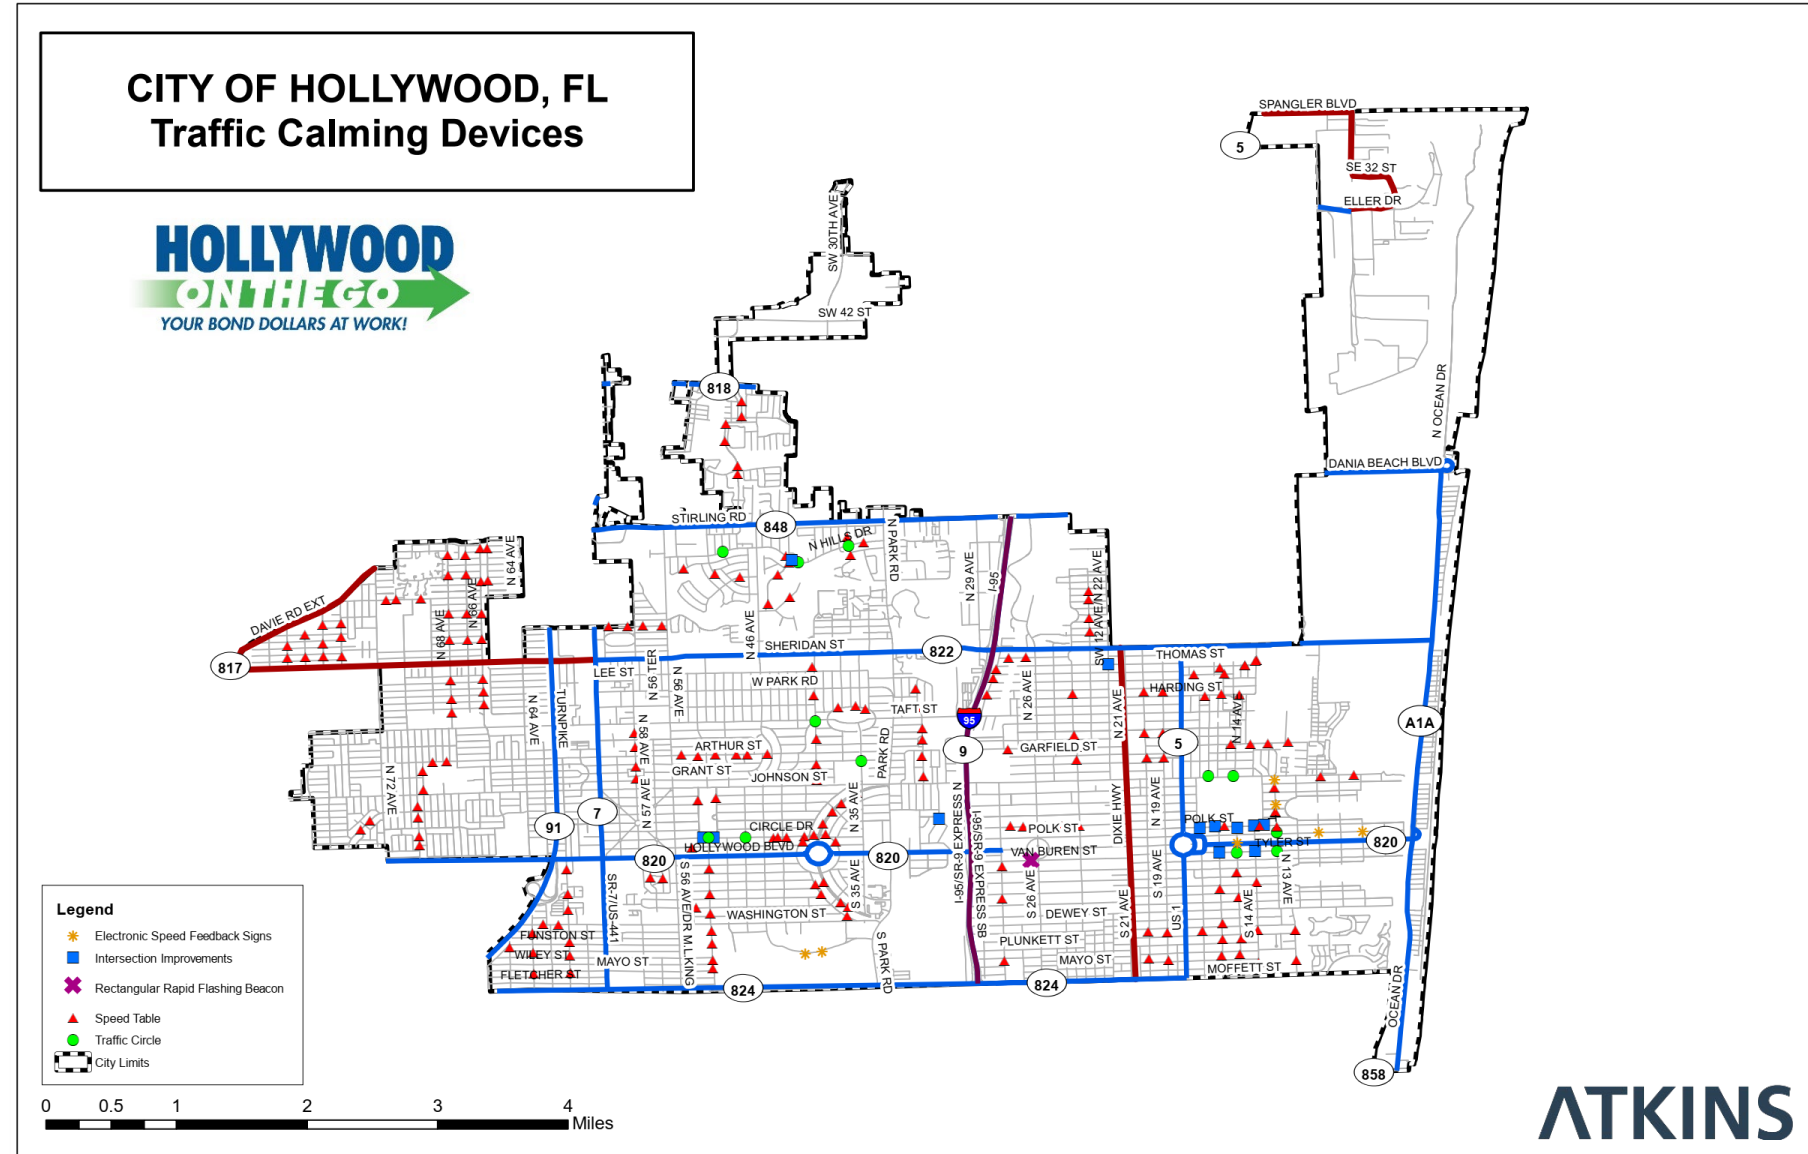 CITY OF HOLLYWOOD, FL
Traffic Calming Devices
HOLLYWOOD
ON THE GO
YOUR BOND DOLLARS AT WORK!
SPANGLER BLVD
5
SE 32 ST
ELLER DR
SW 30TH AVE
SW 42 ST
818
N OCEAN DR
DANIA BEACH BLVD
STIRLING RD
848
N HILLS DR
N PARK RD
N 29 AVE
I-95
SW 12 AVE/N 22 AVE
N 64 AVE
N 66 AVE
N 68 AVE
DAVIE RD EXT
817
N 46 AVE
SHERIDAN ST
822
THOMAS ST
LEE ST
N 56 TER
N 56 AVE
W PARK RD
TAFT ST
N 26 AVE
N 21 AVE
HARDING ST
N 14 AVE
A1A
95
N 64 AVE
TURNPIKE
N 58 AVE
ARTHUR ST
GRANT ST
JOHNSON ST
PARK RD
9
GARFIELD ST
5
N 72 AVE
N 57 AVE
7
91
N 35 AVE
I-95/SR-9 EXPRESS N
I-95/SR-9 EXPRESS SB
DIXIE HWY
N 19 AVE
CIRCLE DR
POLK ST
POLK ST
HOLLYWOOD BLVD
820
820
VAN BUREN ST
TYLER ST
820
SR-7/US-441
S 56 AVE/DR M.L.KING
S 35 AVE
S 26 AVE
S 19 AVE
N 13 AVE
WASHINGTON ST
DEWEY ST
S 21 AVE
US 1
S 14 AVE
FUNSTON ST
WILEY ST
FLETCHER ST
MAYO ST
S PARK RD
PLUNKETT ST
MAYO ST
MOFFETT ST
824
824
OCEAN DR
858
Legend
Electronic Speed Feedback Signs
Intersection Improvements
Rectangular Rapid Flashing Beacon
Speed Table
Traffic Circle
City Limits
0 0.5 1 2 3 4
Miles
ATKINS